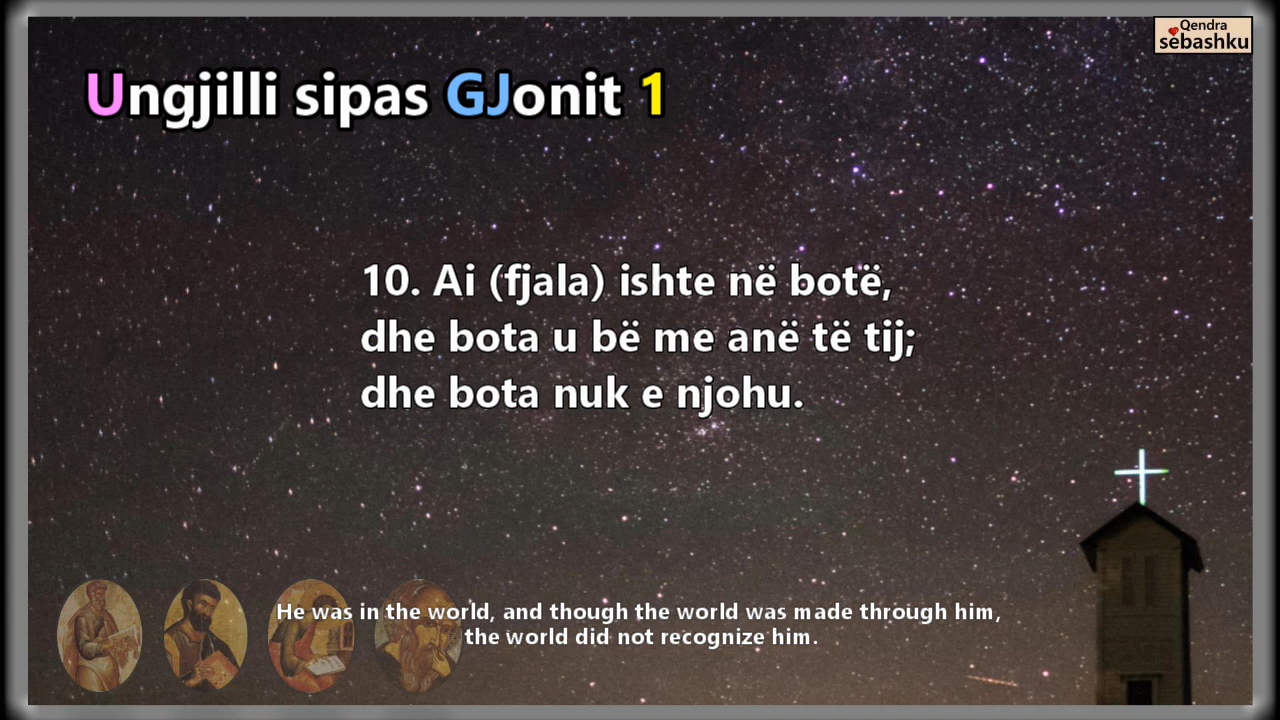 Qendra
sëbashku
Ungjilli sipas GJonit 1
10. Ai (fjala) ishte në botë,
dhe bota u bë me anë të tij;
dhe bota nuk e njohu.
He was in the world, and though the world was made through him,
the world did not recognize him.